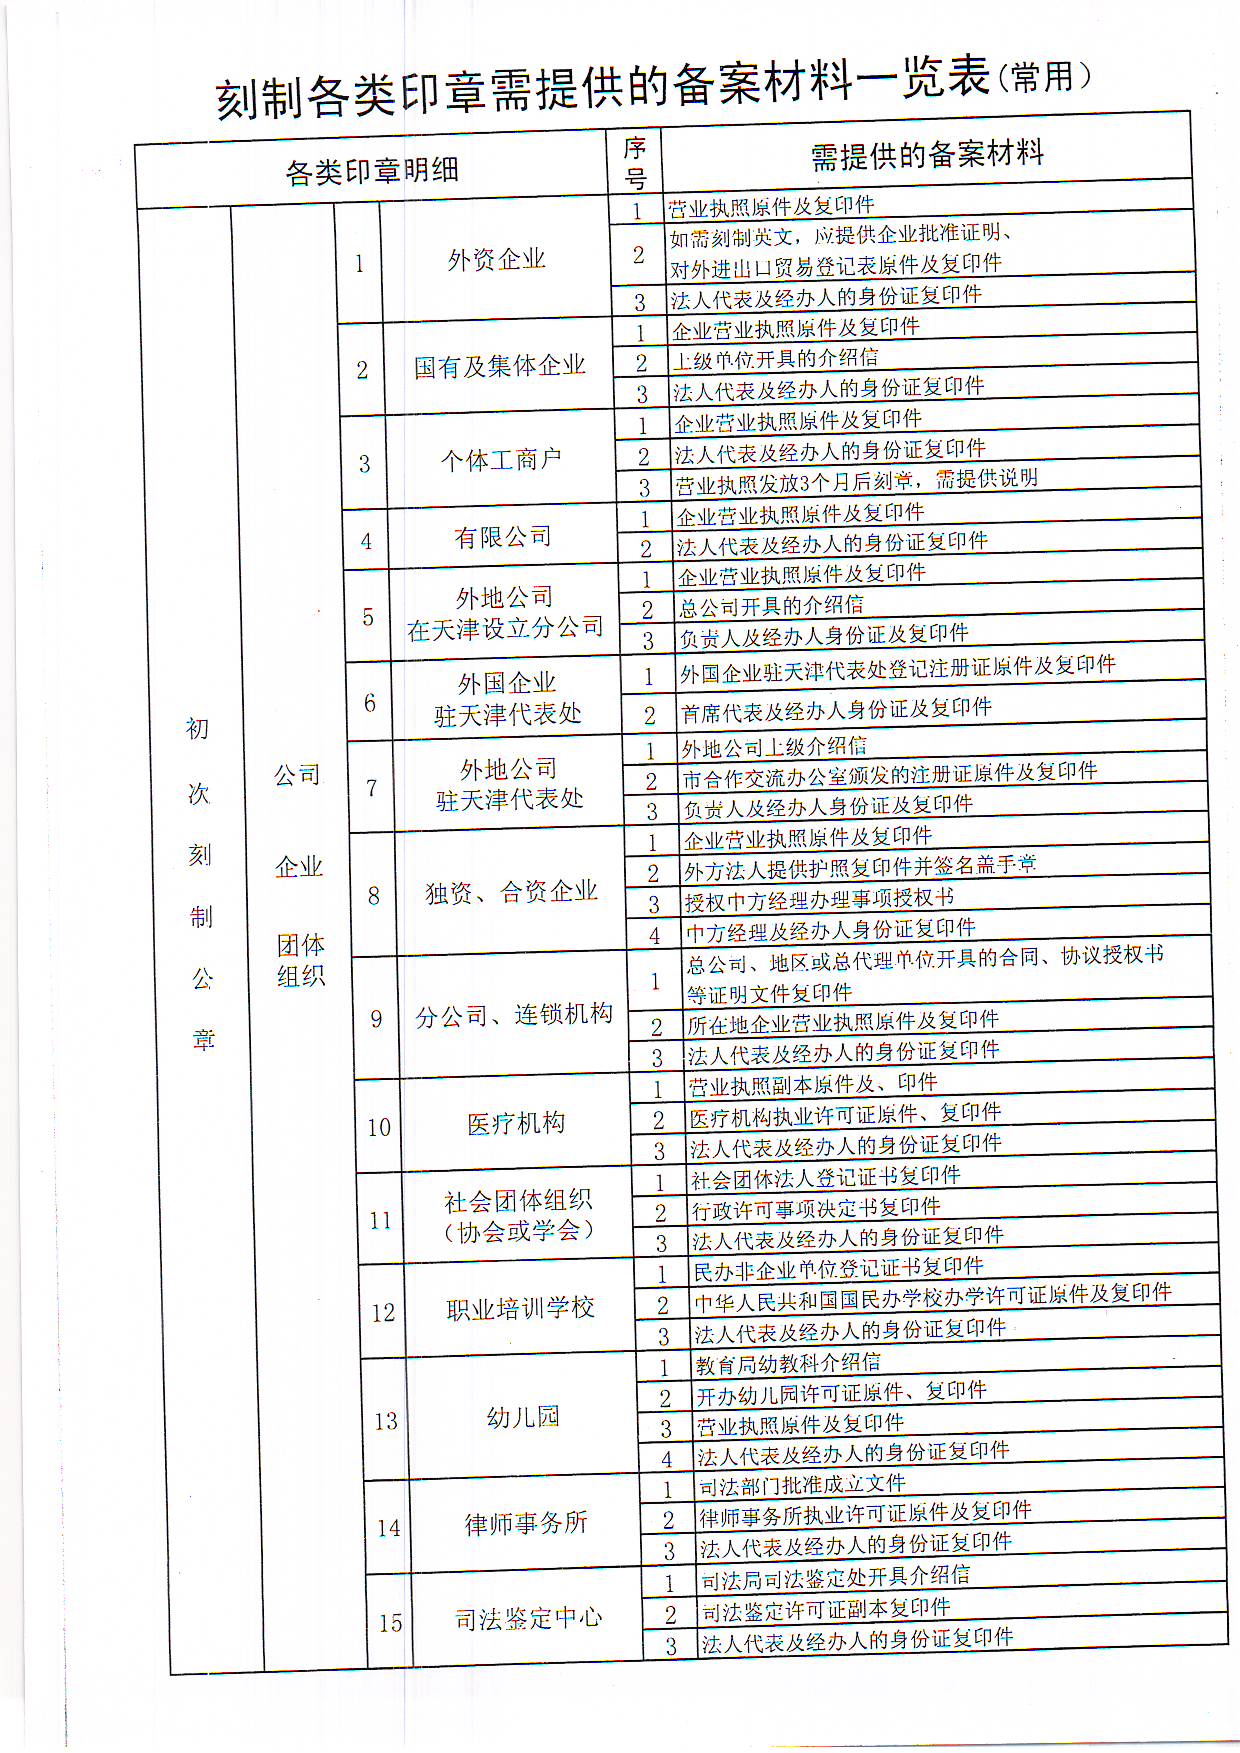 刻制各类印章需提供的备案材料一览表(常用)
各类印章明细
序号
需提供的备案材料
初次刻制公章
公司
企业
团体
组织
1
外资企业
1 营业执照原件及复印件
2 如需刻制英文，应提供企业批准证明、
对外进出口贸易登记表原件及复印件
3 法人代表及经办人的身份证复印件
2
国有及集体企业
1 企业营业执照原件及复印件
2 上级单位开具的介绍信
3 法人代表及经办人的身份证复印件
3
个体工商户
1 企业营业执照原件及复印件
2 法人代表及经办人的身份证复印件
3 营业执照发放3个月后刻章，需提供说明
4
有限公司
1 企业营业执照原件及复印件
2 法人代表及经办人的身份证复印件
5
外地公司
在天津设立分公司
1 企业营业执照原件及复印件
2 总公司开具的介绍信
3 负责人及经办人身份证及复印件
6
外国企业
驻天津代表处
1 外国企业驻天津代表处登记注册证原件及复印件
2 首席代表及经办人身份证及复印件
7
外地公司
驻天津代表处
1 外地公司上级介绍信
2 市合作交流办公室颁发的注册证原件及复印件
3 负责人及经办人身份证及复印件
8
独资、合资企业
1 企业营业执照原件及复印件
2 外方法人提供护照复印件并签名盖手章
3 授权中方经理办理事项授权书
4 中方经理及经办人身份证复印件
9
分公司、连锁机构
1 总公司、地区或总代理单位开具的合同、协议授权书
等证明文件复印件
2 所在地企业营业执照原件及复印件
3 法人代表及经办人的身份证复印件
10
医疗机构
1 营业执照副本原件及、印件
2 医疗机构执业许可证原件、复印件
3 法人代表及经办人的身份证复印件
11
社会团体组织
（协会或学会）
1 社会团体法人登记证书复印件
2 行政许可事项决定书复印件
3 法人代表及经办人的身份证复印件
12
职业培训学校
1 民办非企业单位登记证书复印件
2 中华人民共和国国民办学校办学许可证原件及复印件
3 法人代表及经办人的身份证复印件
13
幼儿园
1 教育局幼教科介绍信
2 开办幼儿园许可证原件、复印件
3 营业执照原件及复印件
4 法人代表及经办人的身份证复印件
14
律师事务所
1 司法部门批准成立文件
2 律师事务所执业许可证原件及复印件
3 法人代表及经办人的身份证复印件
15
司法鉴定中心
1 司法局司法鉴定处开具介绍信
2 司法鉴定许可证副本复印件
3 法人代表及经办人的身份证复印件